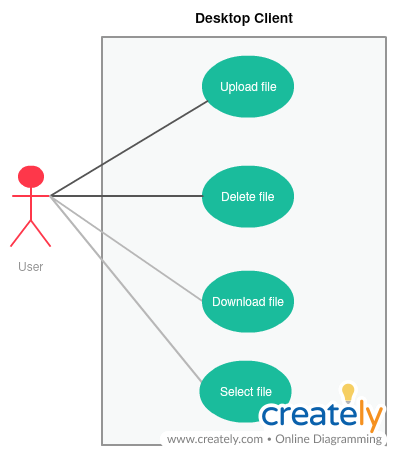 Desktop Client
Upload file
Delete file
User
Download file
Select file
creately
www.creately.com • Online Diagramming